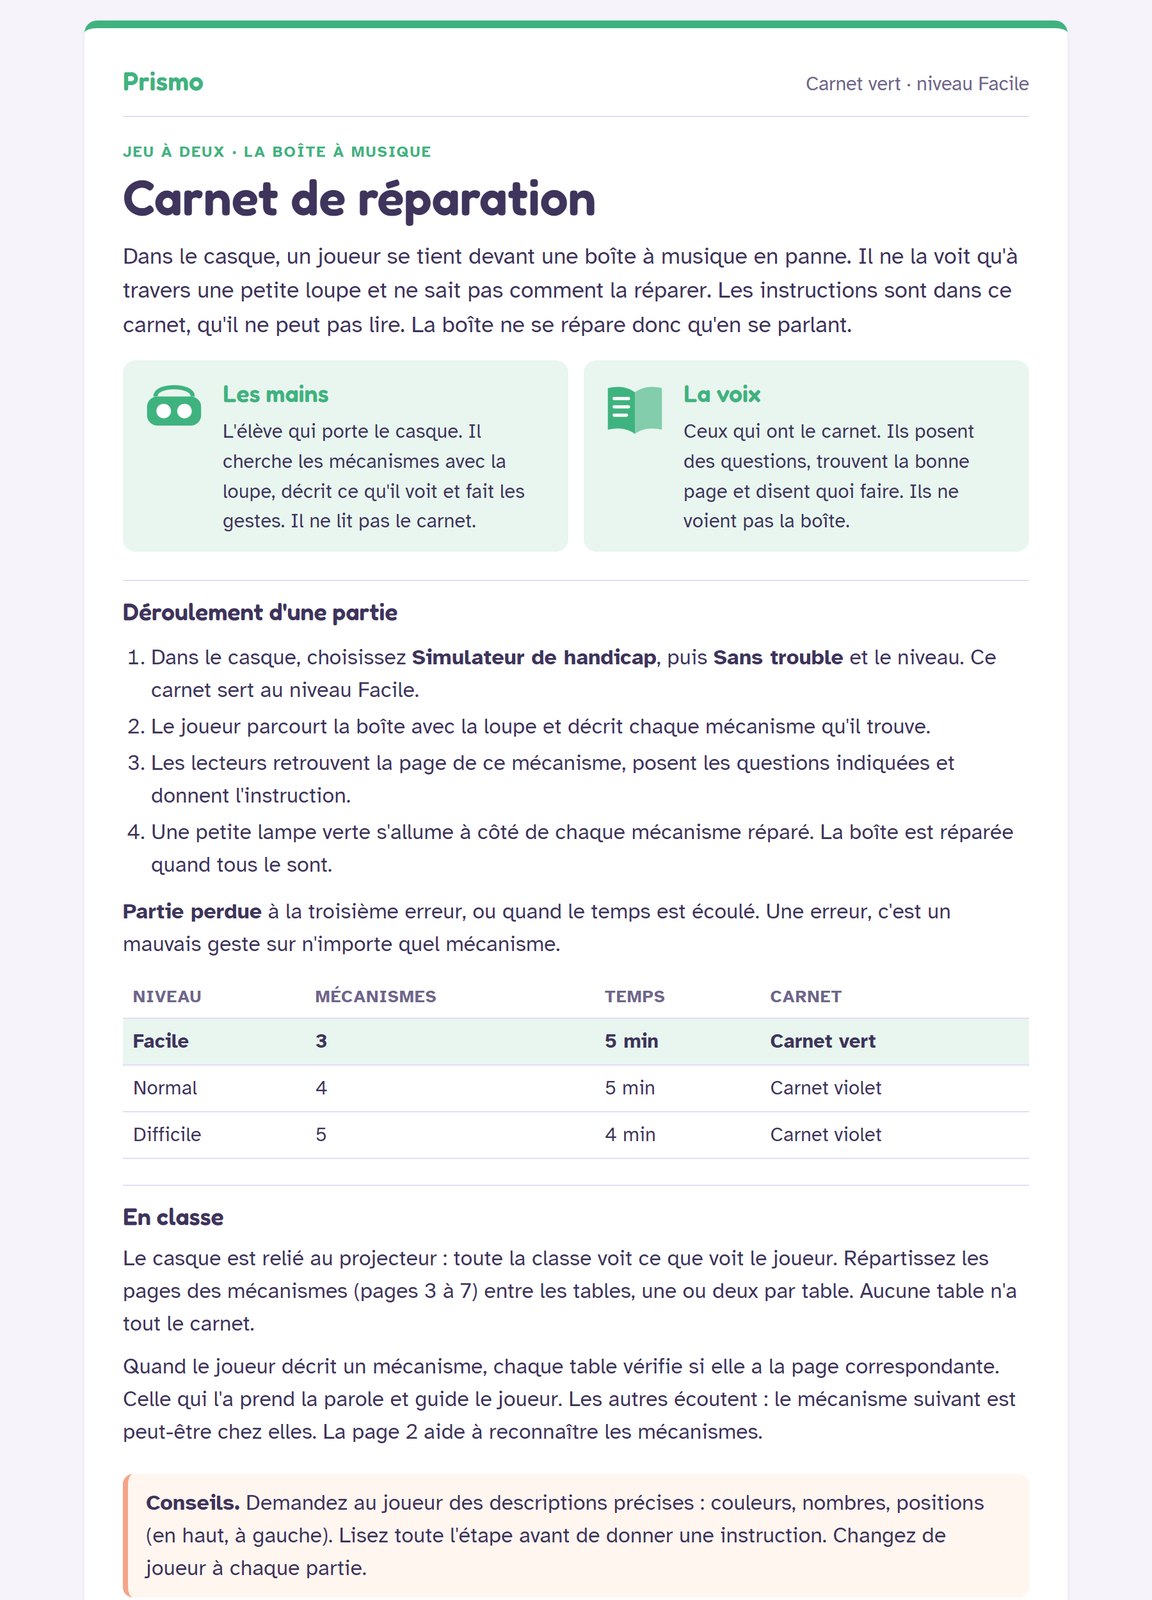 Prismo
Carnet vert · niveau Facile
JEU À DEUX · LA BOÎTE À MUSIQUE
Carnet de réparation
Dans le casque, un joueur se tient devant une boîte à musique en panne. Il ne la voit qu'à
travers une petite loupe et ne sait pas comment la réparer. Les instructions sont dans ce
carnet, qu'il ne peut pas lire. La boîte ne se répare donc qu'en se parlant.
Les mains
L'élève qui porte le casque. Il
cherche les mécanismes avec la
loupe, décrit ce qu'il voit et fait les
gestes. Il ne lit pas le carnet.
La voix
Ceux qui ont le carnet. Ils posent
des questions, trouvent la bonne
page et disent quoi faire. Ils ne
voient pas la boîte.
Déroulement d'une partie
1. Dans le casque, choisissez Simulateur de handicap, puis Sans trouble et le niveau. Ce
carnet sert au niveau Facile.
2. Le joueur parcourt la boîte avec la loupe et décrit chaque mécanisme qu'il trouve.
3. Les lecteurs retrouvent la page de ce mécanisme, posent les questions indiquées et
donnent l'instruction.
4. Une petite lampe verte s'allume à côté de chaque mécanisme réparé. La boîte est réparée
quand tous le sont.
Partie perdue à la troisième erreur, ou quand le temps est écoulé. Une erreur, c'est un
mauvais geste sur n'importe quel mécanisme.
NIVEAU MÉCANISMES TEMPS CARNET
Facile 3 5 min Carnet vert
Normal 4 5 min Carnet violet
Difficile 5 4 min Carnet violet
En classe
Le casque est relié au projecteur : toute la classe voit ce que voit le joueur. Répartissez les
pages des mécanismes (pages 3 à 7) entre les tables, une ou deux par table. Aucune table n'a
tout le carnet.
Quand le joueur décrit un mécanisme, chaque table vérifie si elle a la page correspondante.
Celle qui l'a prend la parole et guide le joueur. Les autres écoutent : le mécanisme suivant est
peut-être chez elles. La page 2 aide à reconnaître les mécanismes.
Conseils. Demandez au joueur des descriptions précises : couleurs, nombres, positions
(en haut, à gauche). Lisez toute l'étape avant de donner une instruction. Changez de
joueur à chaque partie.